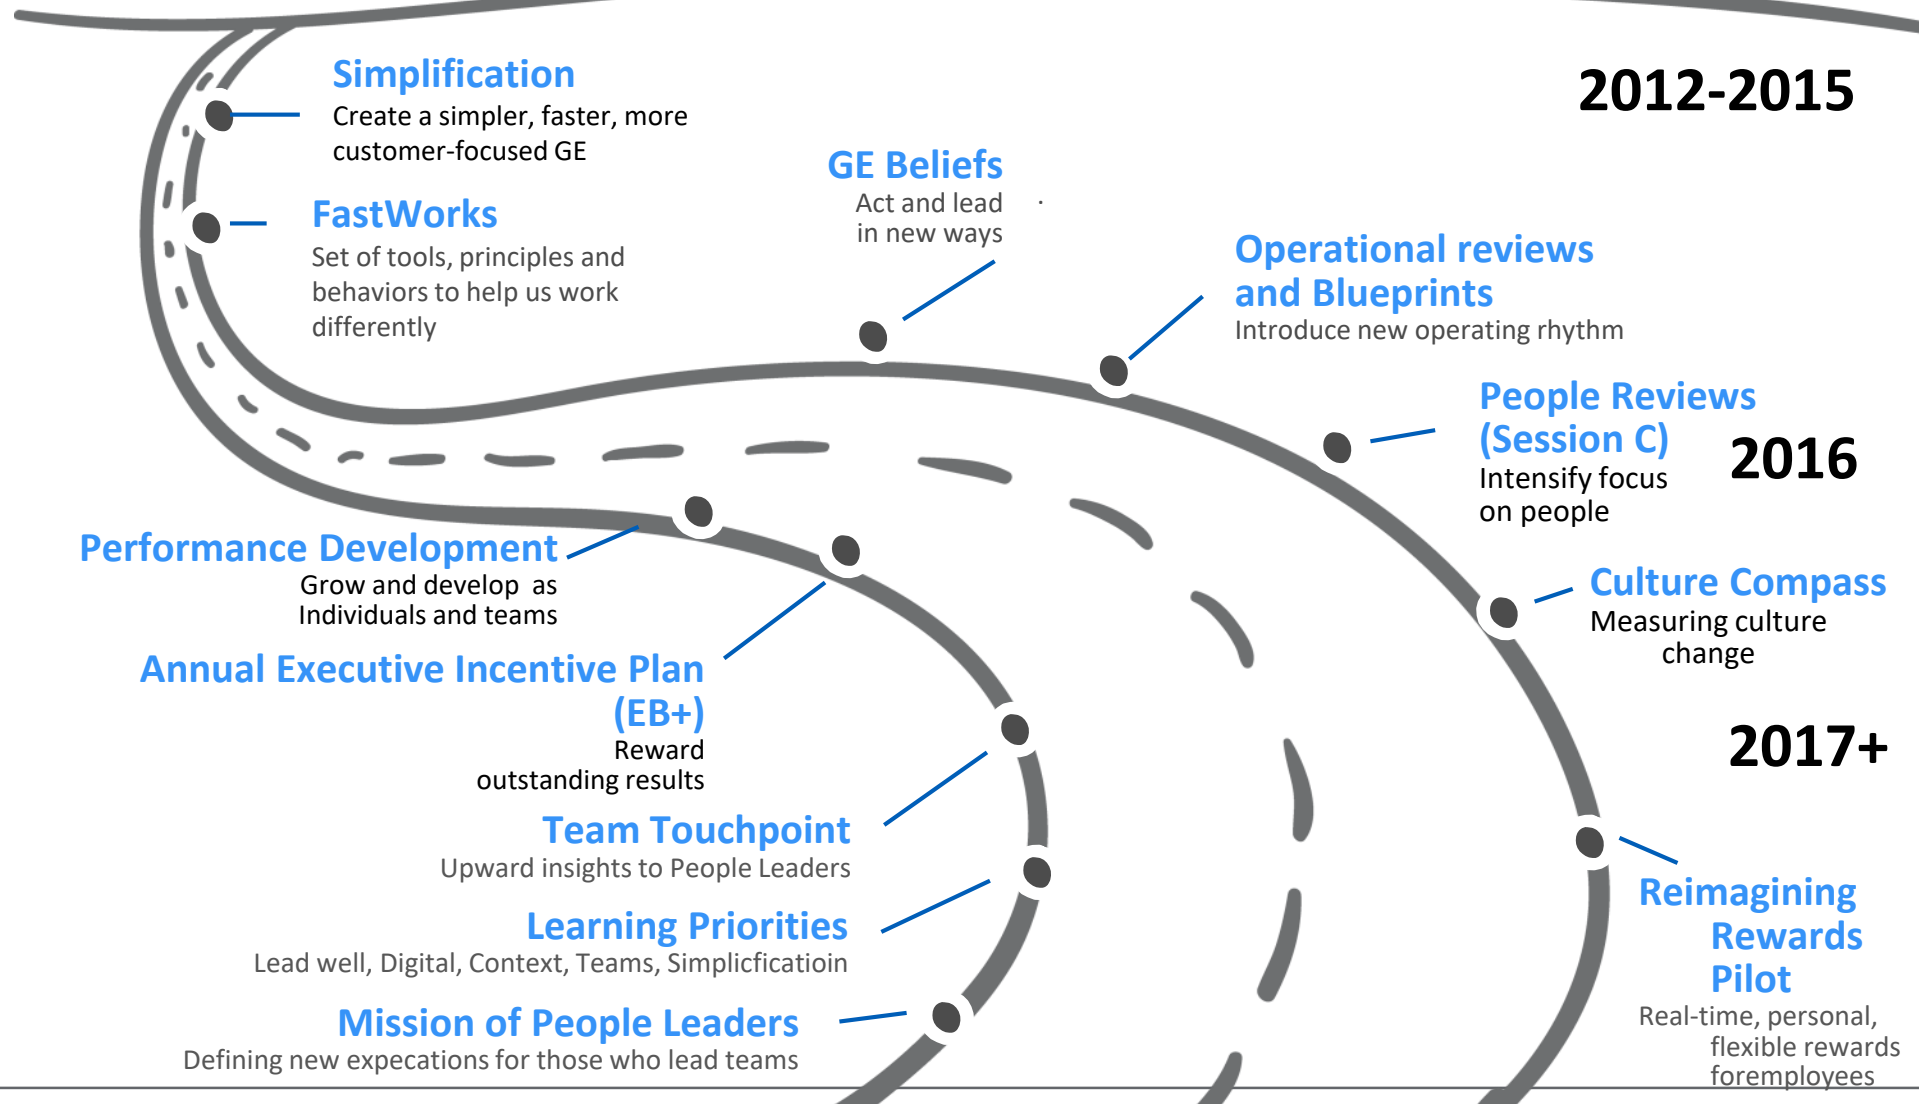 Simplification
Create a simpler, faster, more
customer-focused GE
2012-2015
GE Beliefs
Act and lead
in new ways
.
FastWorks
Set of tools, principles and
behaviors to help us work
differently
Operational reviews
and Blueprints
Introduce new operating rhythm
People Reviews
(Session C)
Intensify focus
on people
2016
Performance Development
Grow and develop as
Individuals and teams
Culture Compass
Measuring culture
change
Annual Executive Incentive Plan
(EB+)
Reward
outstanding results
2017+
Team Touchpoint
Upward insights to People Leaders
Learning Priorities
Lead well, Digital, Context, Teams, Simplicficatioin
Reimagining
Rewards
Pilot
Real-time, personal,
flexible rewards
foremployees
Mission of People Leaders
Defining new expecations for those who lead teams